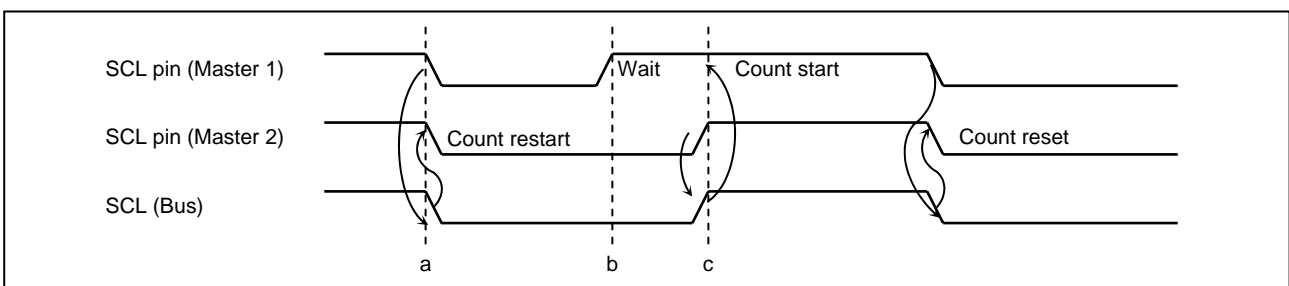 SCL pin (Master 1) Wait Count start
SCL pin (Master 2) Count restart Count reset
SCL (Bus)
a b c